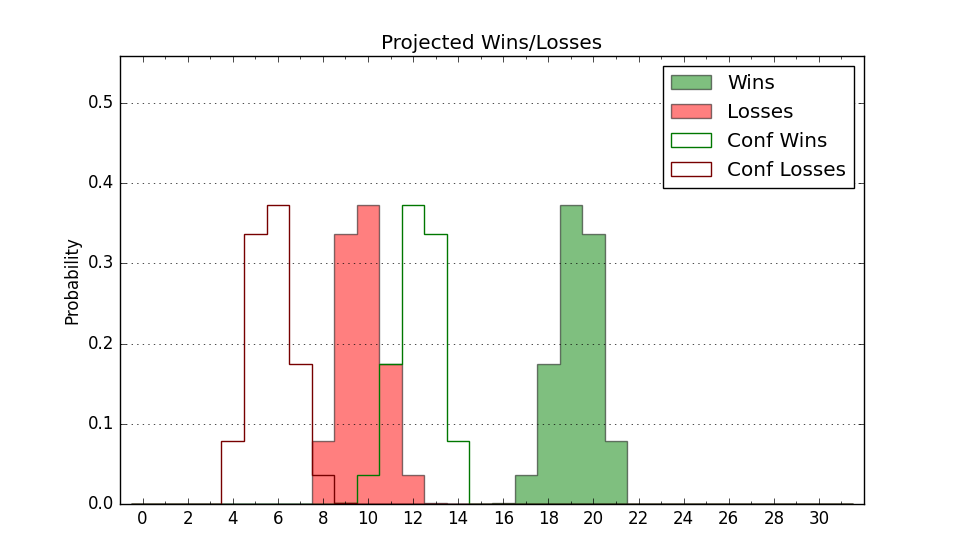 Projected Wins/Losses
Wins
Losses
Conf Wins
Conf Losses
Probability
0.5
0.4
0.3
0.2
0.1
0.0
0 2 4 6 8 10 12 14 16 18 20 22 24 26 28 30